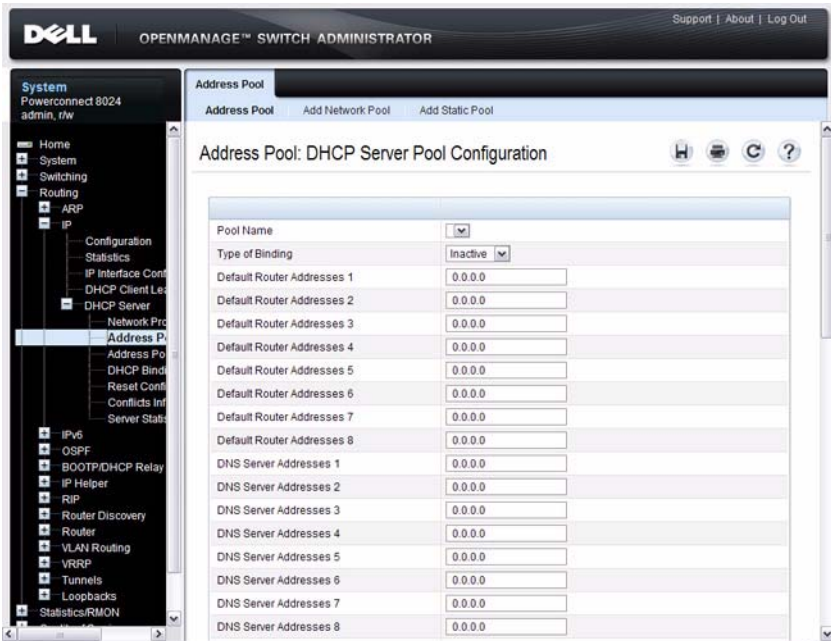 Support | About | Log Out
DELL
OPENMANAGE™ SWITCH ADMINISTRATOR
System
Powerconnect 8024
admin, r/w
Home
System
Switching
Routing
ARP
IP
Configuration
Statistics
IP Interface Conf
DHCP Client Lea
DHCP Server
Network Pro
Address P
Address Po
DHCP Bindi
Reset Confi
Conflicts Inf
Server Statis
IPv6
OSPF
BOOTP/DHCP Relay
IP Helper
RIP
Router Discovery
Router
VLAN Routing
VRRP
Tunnels
Loopbacks
Statistics/RMON
Address Pool
Address Pool Add Network Pool Add Static Pool
Address Pool: DHCP Server Pool Configuration
Pool Name
Type of Binding Inactive
Default Router Addresses 1 0.0.0.0
Default Router Addresses 2 0.0.0.0
Default Router Addresses 3 0.0.0.0
Default Router Addresses 4 0.0.0.0
Default Router Addresses 5 0.0.0.0
Default Router Addresses 6 0.0.0.0
Default Router Addresses 7 0.0.0.0
Default Router Addresses 8 0.0.0.0
DNS Server Addresses 1 0.0.0.0
DNS Server Addresses 2 0.0.0.0
DNS Server Addresses 3 0.0.0.0
DNS Server Addresses 4 0.0.0.0
DNS Server Addresses 5 0.0.0.0
DNS Server Addresses 6 0.0.0.0
DNS Server Addresses 7 0.0.0.0
DNS Server Addresses 8 0.0.0.0